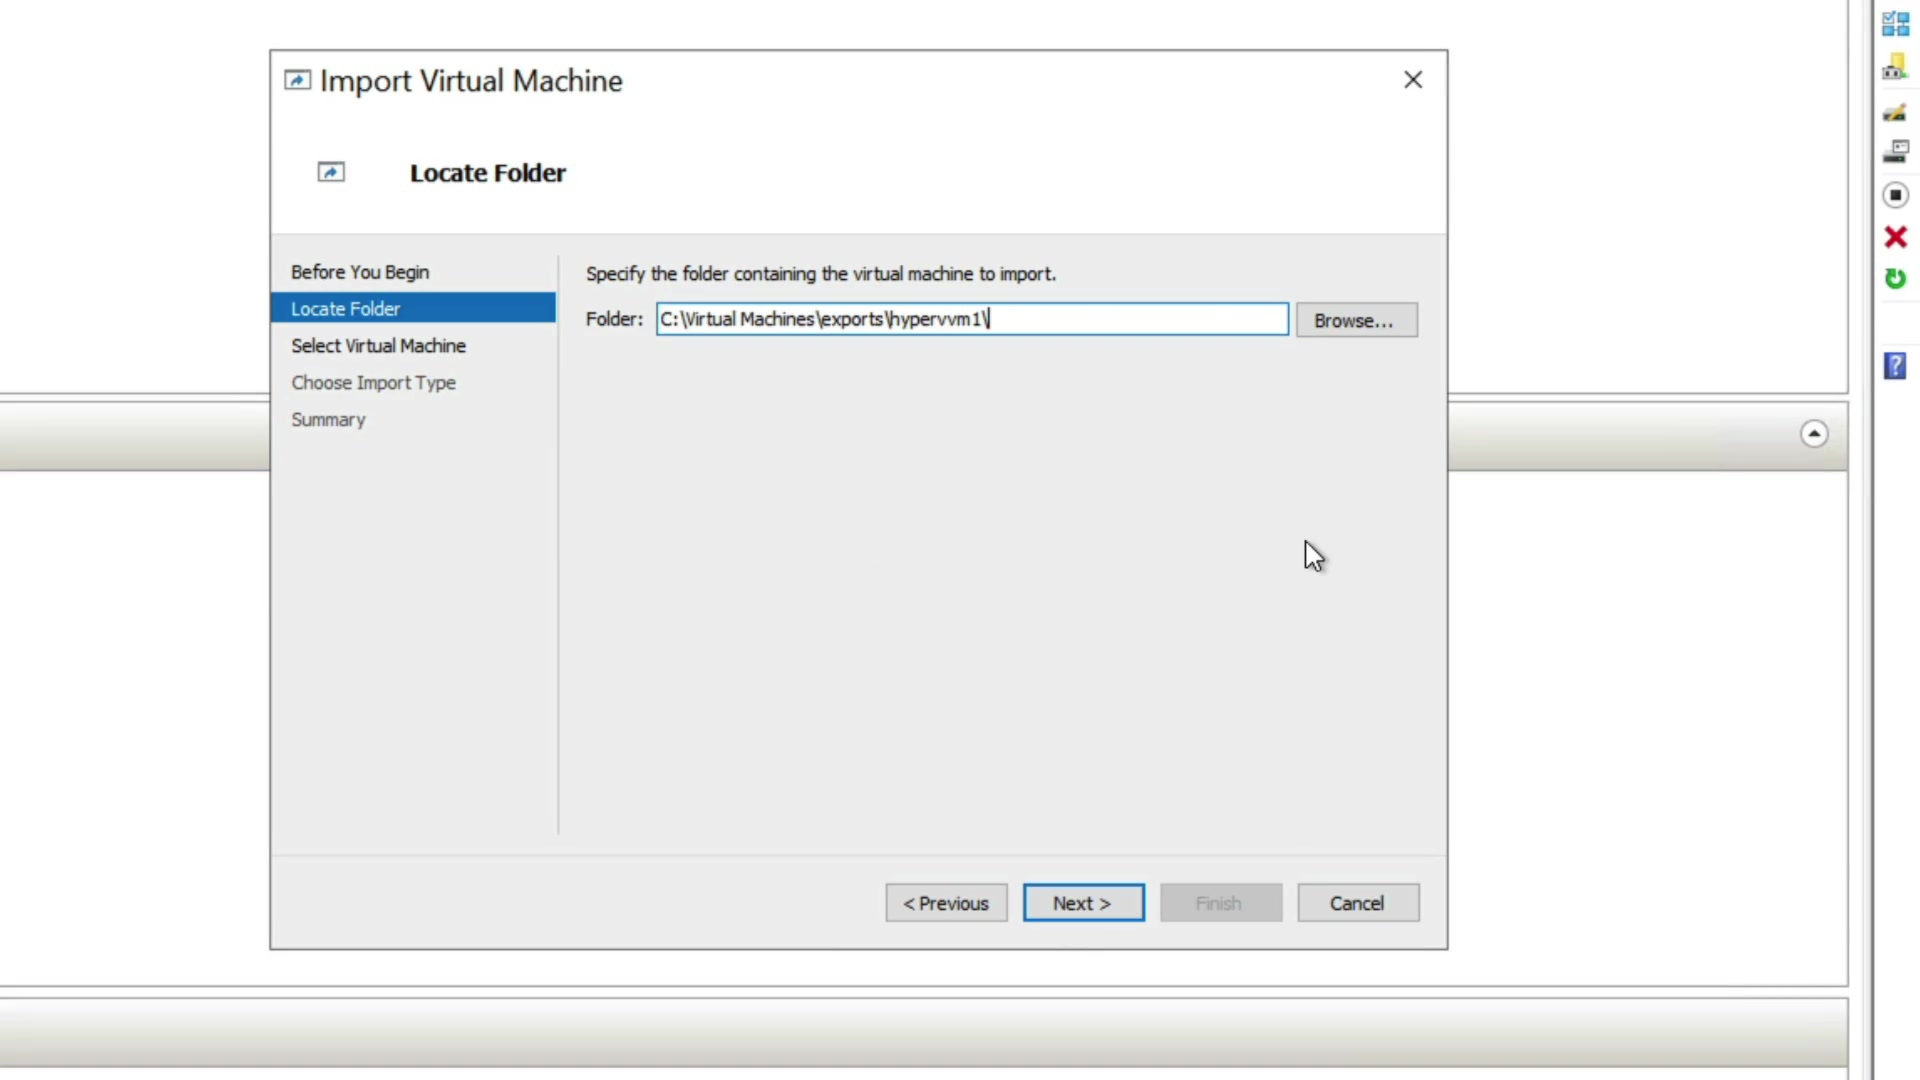 Import Virtual Machine
Locate Folder
Before You Begin
Locate Folder
Select Virtual Machine
Choose Import Type
Summary
Specify the folder containing the virtual machine to import.
Folder: C:\Virtual Machines\exports\hypervvm1\ Browse...
< Previous Next > Finish Cancel